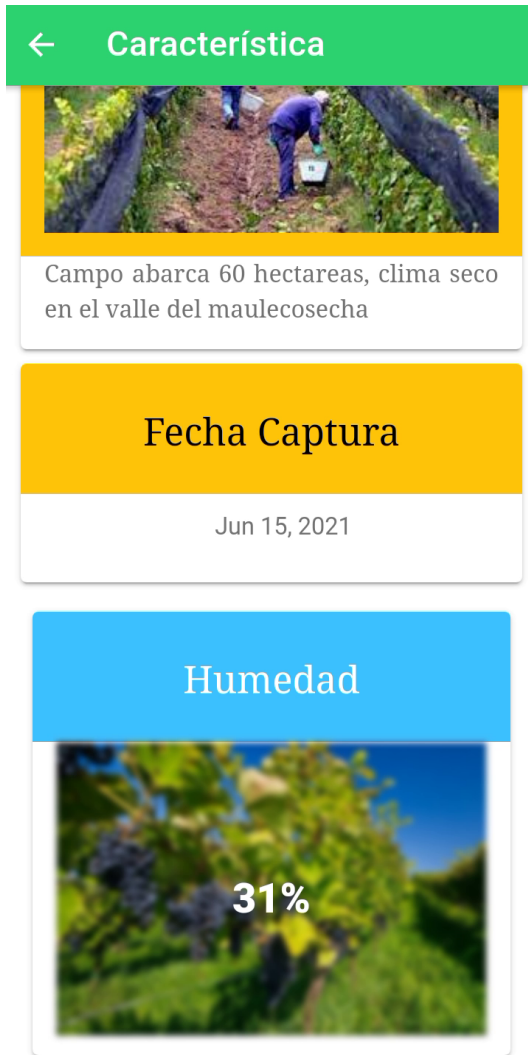 Característica
Campo abarca 60 hectareas, clima seco
en el valle del maulecosecha
Fecha Captura
Jun 15, 2021
Humedad
31%